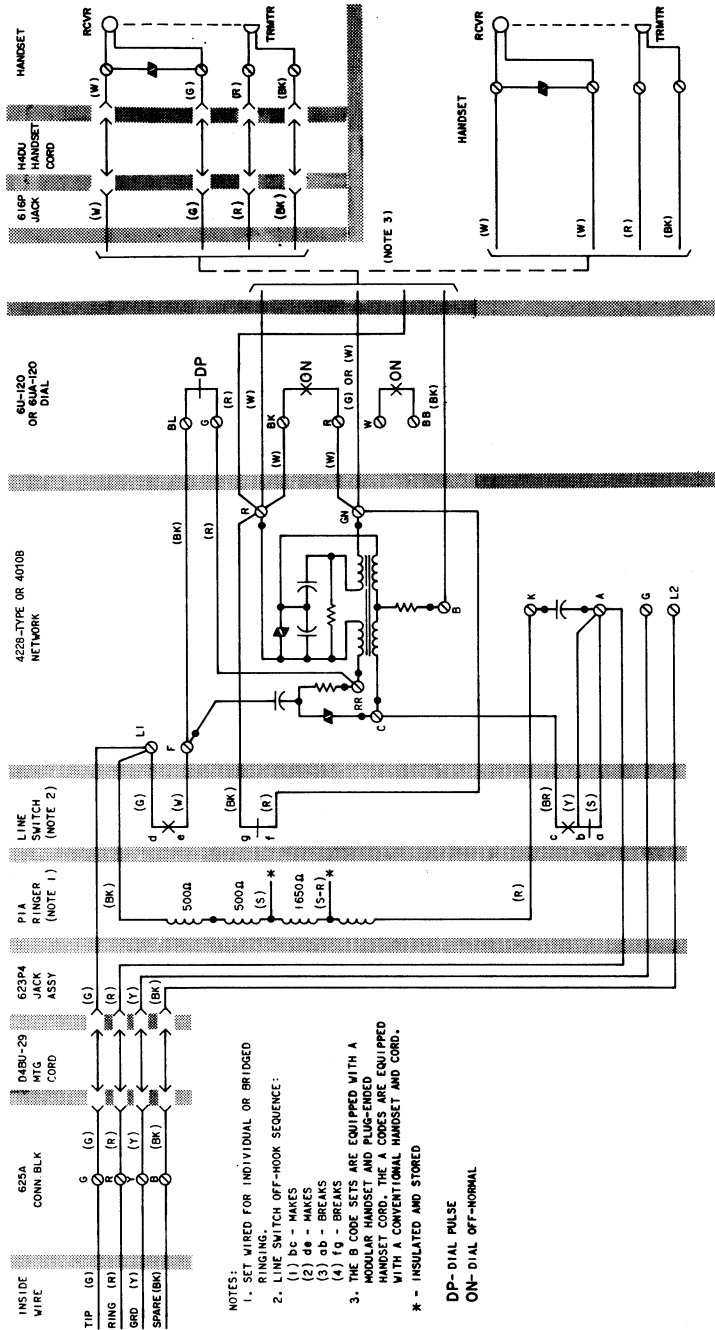 INSIDE
WIRE
625A
CONN.BLK
D4BU-29
MTG
CORD
623P4
JACK
ASSY
P1A
RINGER
(NOTE 1)
LINE
SWITCH
(NOTE 2)
4228-TYPE OR 4010B
NETWORK
6U-120
OR 6UA-120
DIAL
616P
JACK
H4DU
HANDSET
CORD
HANDSET
TIP (G) G (G) (G)
RING (R) R (R) (R)
GRD (Y) Y (Y) (Y)
SPARE(BK) B (BK) (BK)
(BK)
500Ω
500Ω
(S)
*
1650Ω
(S-R)
*
(R)
L1
(G)
d
e
(W)
F
(BK)
g
f
(R)
(BR)
c
(Y)
b
(S)
a
(BK)
(R)
R
GN
RR
C
B
K
A
G
L2
BL
DP
G
(R)
(W)
BK
ON
(W)
R
(W)
(G) OR (W)
W
ON
BB
(BK)
(NOTE 3)
(W) (W)
(G) (G)
(R) (R)
(BK) (BK)
RCVR
TRMTR
HANDSET
(W)
(W)
(R)
(BK)
RCVR
TRMTR
NOTES:
1. SET WIRED FOR INDIVIDUAL OR BRIDGED
RINGING.
2. LINE SWITCH OFF-HOOK SEQUENCE:
(1) bc - MAKES
(2) de - MAKES
(3) ab - BREAKS
(4) fg - BREAKS
3. THE B CODE SETS ARE EQUIPPED WITH A
MODULAR HANDSET AND PLUG-ENDED
HANDSET CORD. THE A CODES ARE EQUIPPED
WITH A CONVENTIONAL HANDSET AND CORD.
* - INSULATED AND STORED
DP- DIAL PULSE
ON- DIAL OFF-NORMAL